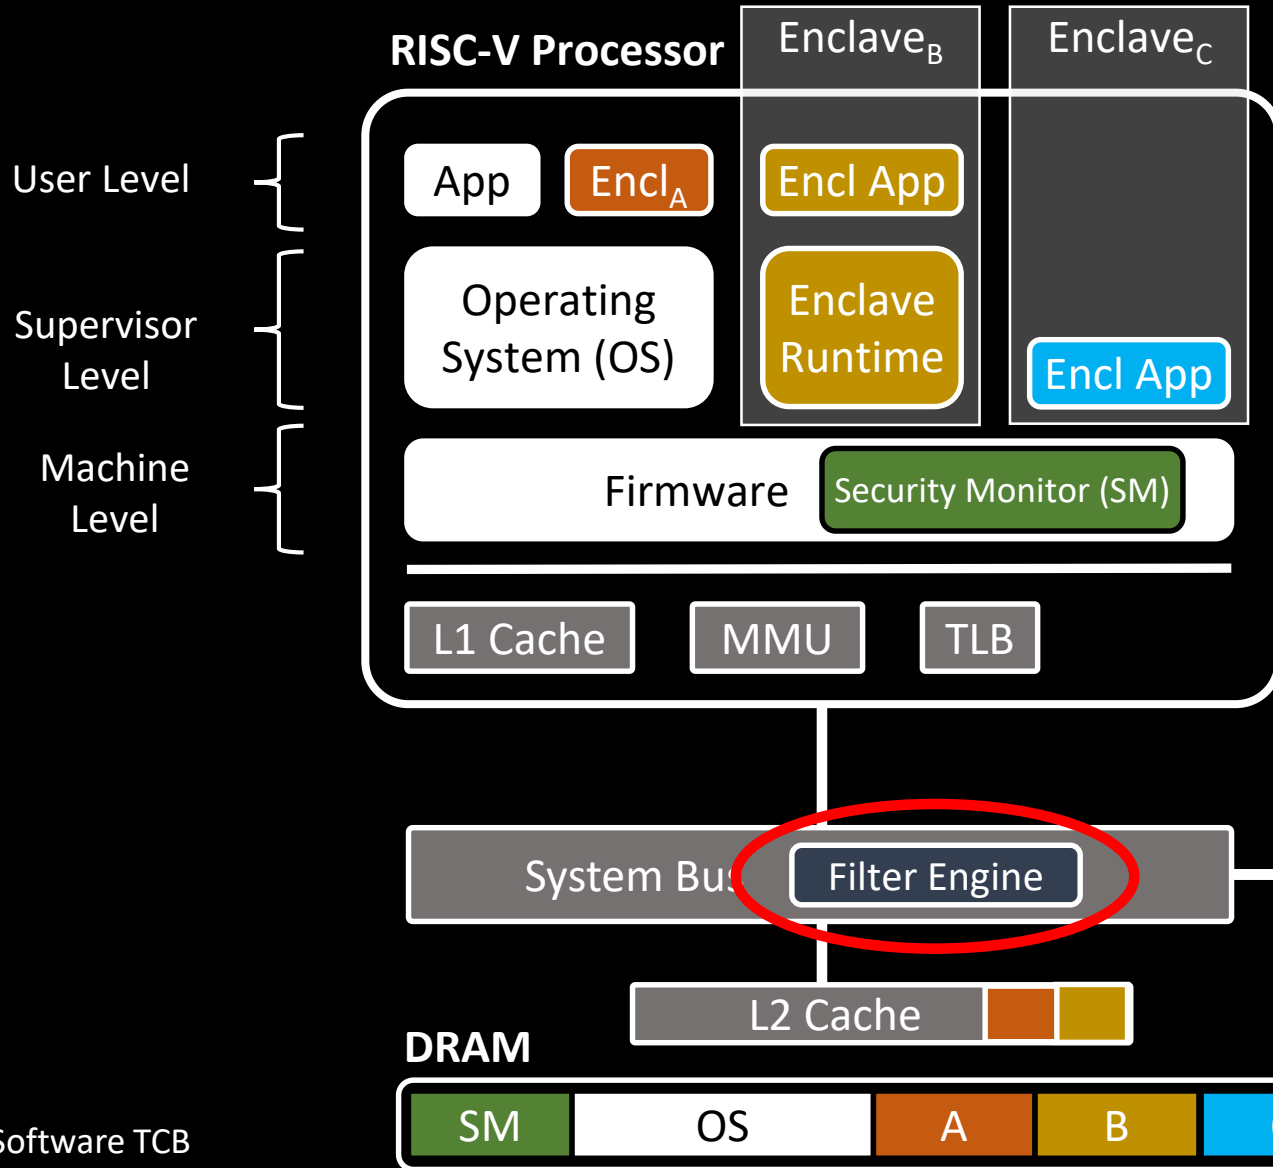 RISC-V Processor
Enclave_B
Enclave_C
User Level
App
Encl_A
Encl App
Supervisor
Level
Operating
System (OS)
Enclave
Runtime
Encl App
Machine
Level
Firmware
Security Monitor (SM)
L1 Cache
MMU
TLB
System Bus
Filter Engine
L2 Cache
DRAM
SM
OS
A
B
Software TCB